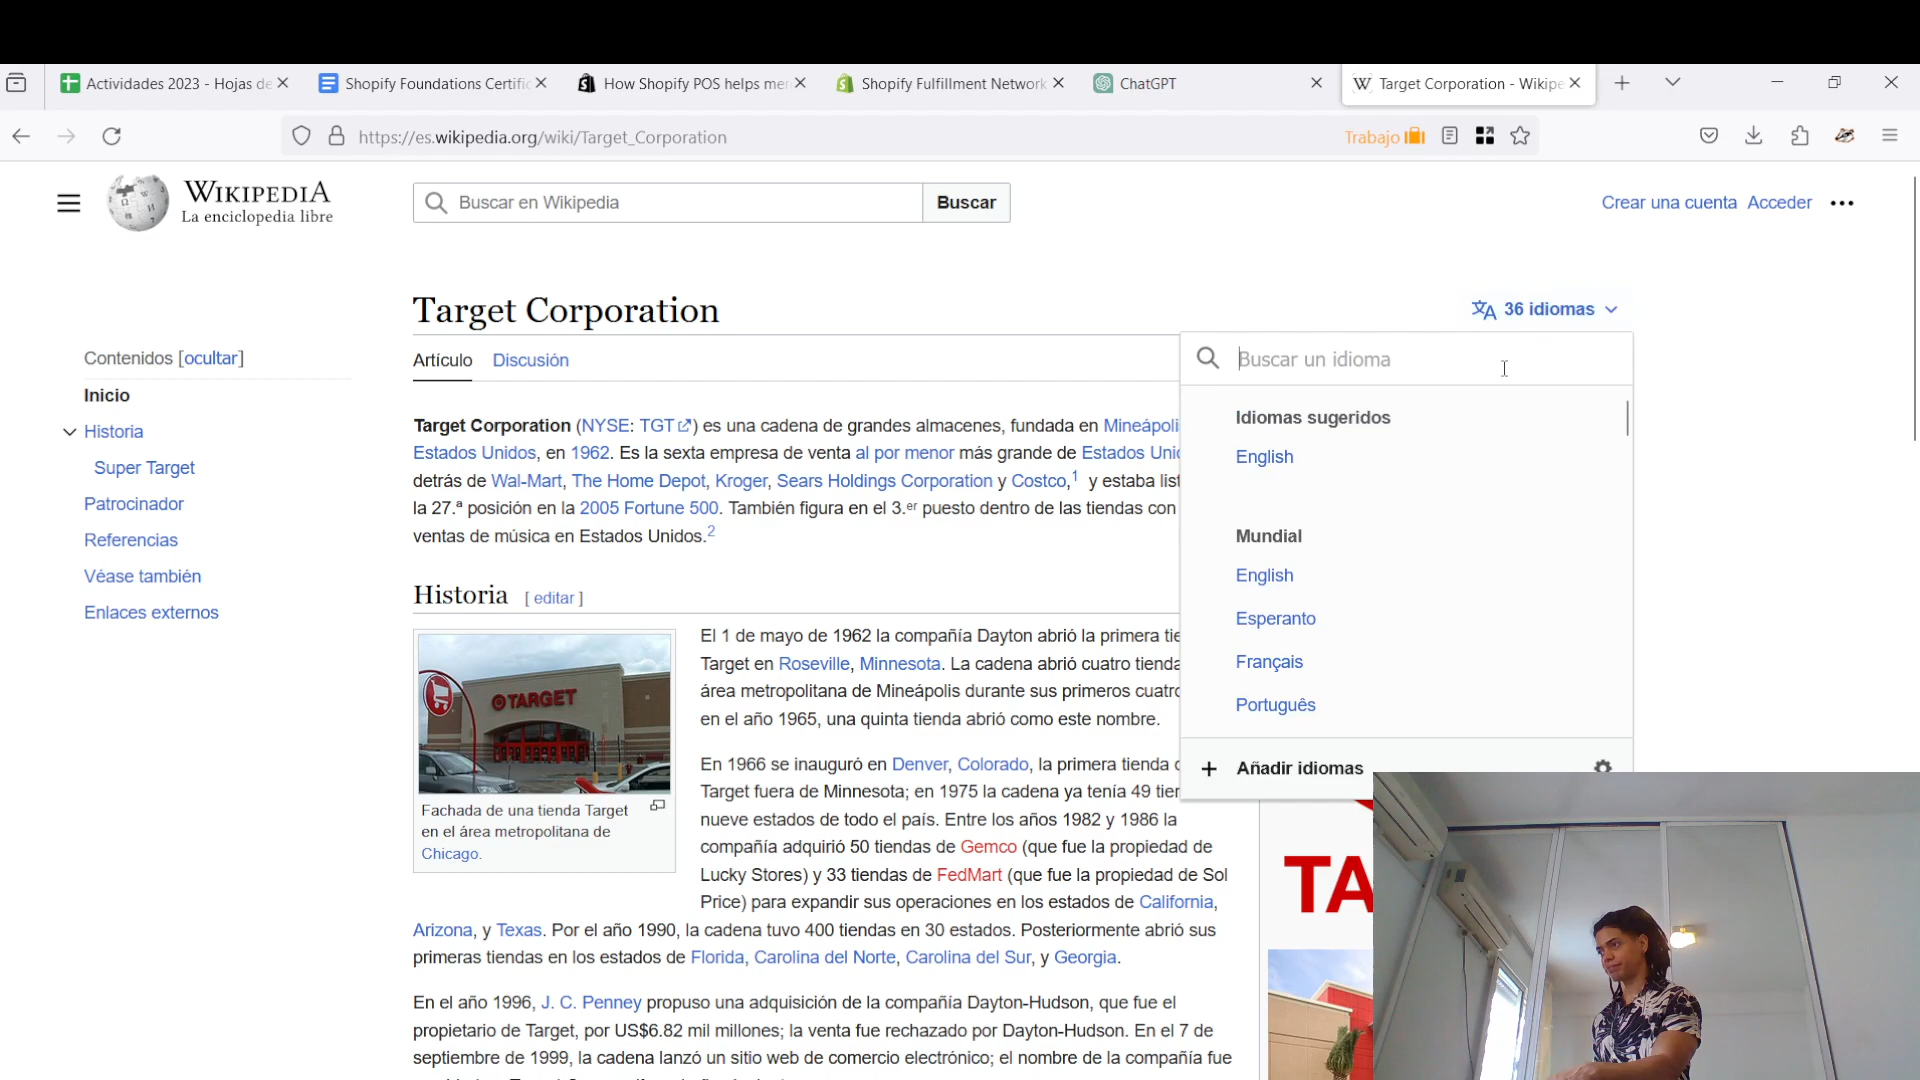 Actividades 2023 - Hojas de
Shopify Foundations Certific
How Shopify POS helps mer
Shopify Fulfillment Network
ChatGPT
Target Corporation - Wikipe
https://es.wikipedia.org/wiki/Target_Corporation
Trabajo
WIKIPEDIA
La enciclopedia libre
Buscar en Wikipedia
Buscar
Crear una cuenta Acceder
Target Corporation
36 idiomas
Contenidos [ocultar]
Inicio
Historia
Super Target
Patrocinador
Referencias
Véase también
Enlaces externos
Artículo Discusión
Target Corporation (NYSE: TGT) es una cadena de grandes almacenes, fundada en Mineápoli
Estados Unidos, en 1962. Es la sexta empresa de venta al por menor más grande de Estados Unid
detrás de Wal-Mart, The Home Depot, Kroger, Sears Holdings Corporation y Costco,1 y estaba list
la 27.ª posición en la 2005 Fortune 500. También figura en el 3.er puesto dentro de las tiendas con
ventas de música en Estados Unidos.2
Historia [ editar ]
TARGET
Fachada de una tienda Target
en el área metropolitana de
Chicago.
El 1 de mayo de 1962 la compañía Dayton abrió la primera tie
Target en Roseville, Minnesota. La cadena abrió cuatro tienda
área metropolitana de Mineápolis durante sus primeros cuatro
en el año 1965, una quinta tienda abrió como este nombre.
En 1966 se inauguró en Denver, Colorado, la primera tienda d
Target fuera de Minnesota; en 1975 la cadena ya tenía 49 tien
nueve estados de todo el país. Entre los años 1982 y 1986 la
compañía adquirió 50 tiendas de Gemco (que fue la propiedad de
Lucky Stores) y 33 tiendas de FedMart (que fue la propiedad de Sol
Price) para expandir sus operaciones en los estados de California,
Arizona, y Texas. Por el año 1990, la cadena tuvo 400 tiendas en 30 estados. Posteriormente abrió sus
primeras tiendas en los estados de Florida, Carolina del Norte, Carolina del Sur, y Georgia.
En el año 1996, J. C. Penney propuso una adquisición de la compañía Dayton-Hudson, que fue el
propietario de Target, por US$6.82 mil millones; la venta fue rechazado por Dayton-Hudson. En el 7 de
septiembre de 1999, la cadena lanzó un sitio web de comercio electrónico; el nombre de la compañía fue
Buscar un idioma
Idiomas sugeridos
English
Mundial
English
Esperanto
Français
Português
Añadir idiomas
TA